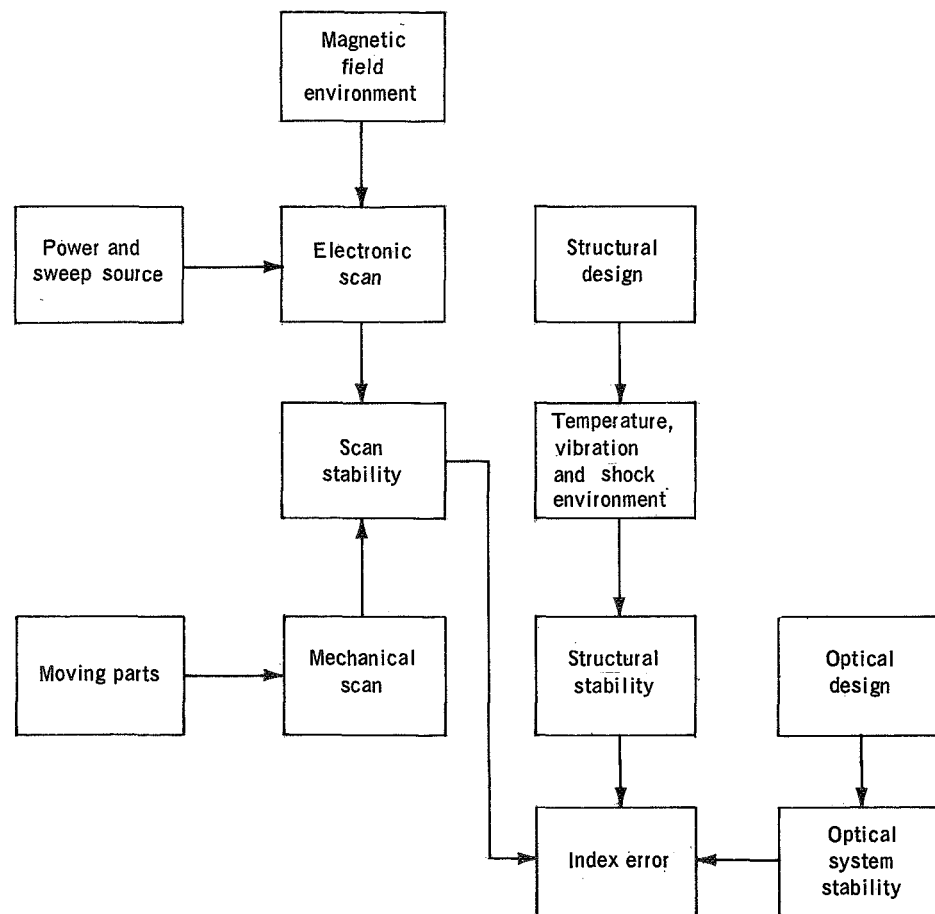 Magnetic
field
environment
Power and
sweep source
Electronic
scan
Structural
design
Scan
stability
Temperature,
vibration
and shock
environment
Moving parts
Mechanical
scan
Structural
stability
Optical
design
Index error
Optical
system
stability